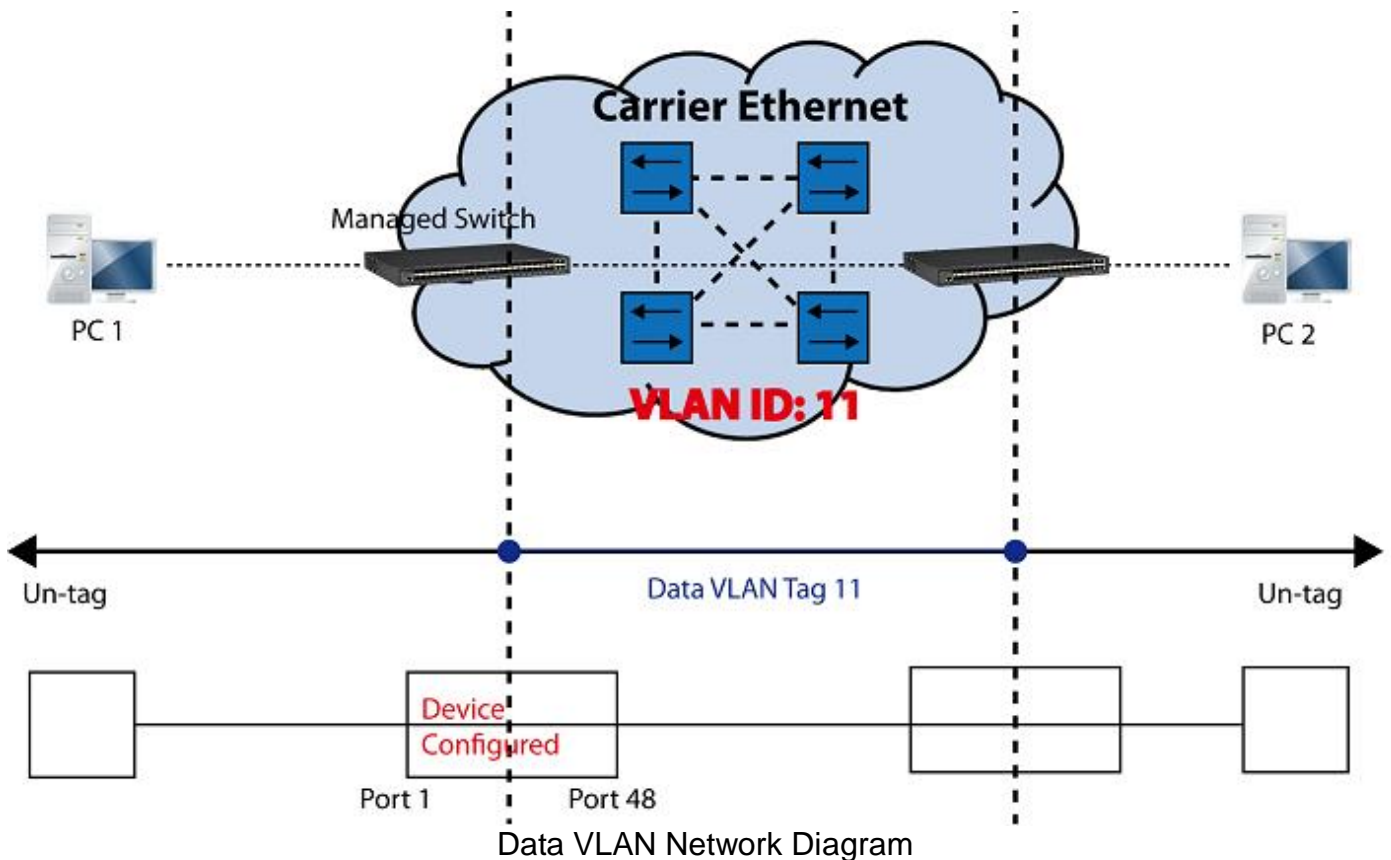 Carrier Ethernet
Managed Switch
PC 1
PC 2
VLAN ID: 11
Un-tag
Data VLAN Tag 11
Un-tag
Device
Configured
Port 1
Port 48
Data VLAN Network Diagram